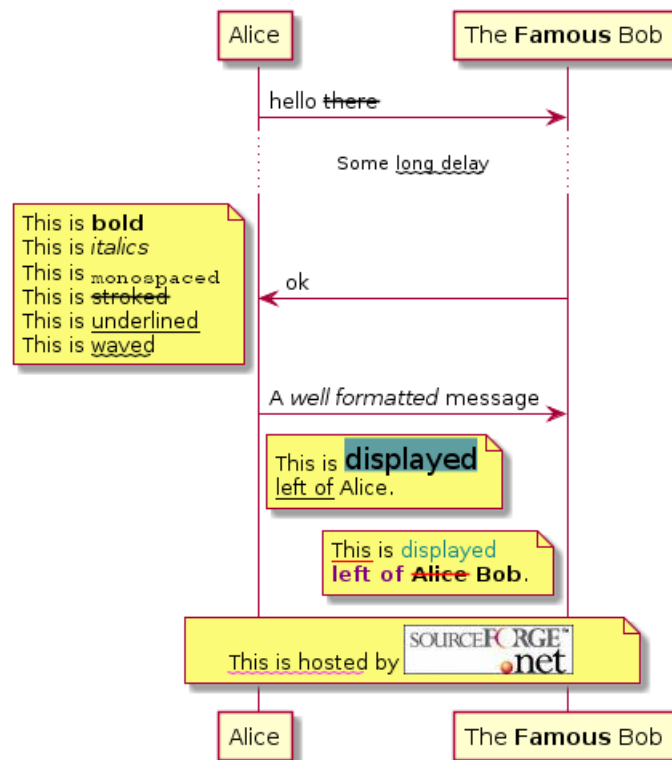 Alice
The Famous Bob
hello there
Some long delay
This is bold
This is italics
This is monospaced
This is stroked
This is underlined
This is waved
ok
A well formatted message
This is displayed
left of Alice.
This is displayed
left of Alice Bob.
This is hosted by SOURCEFORGE™
.net
Alice
The Famous Bob